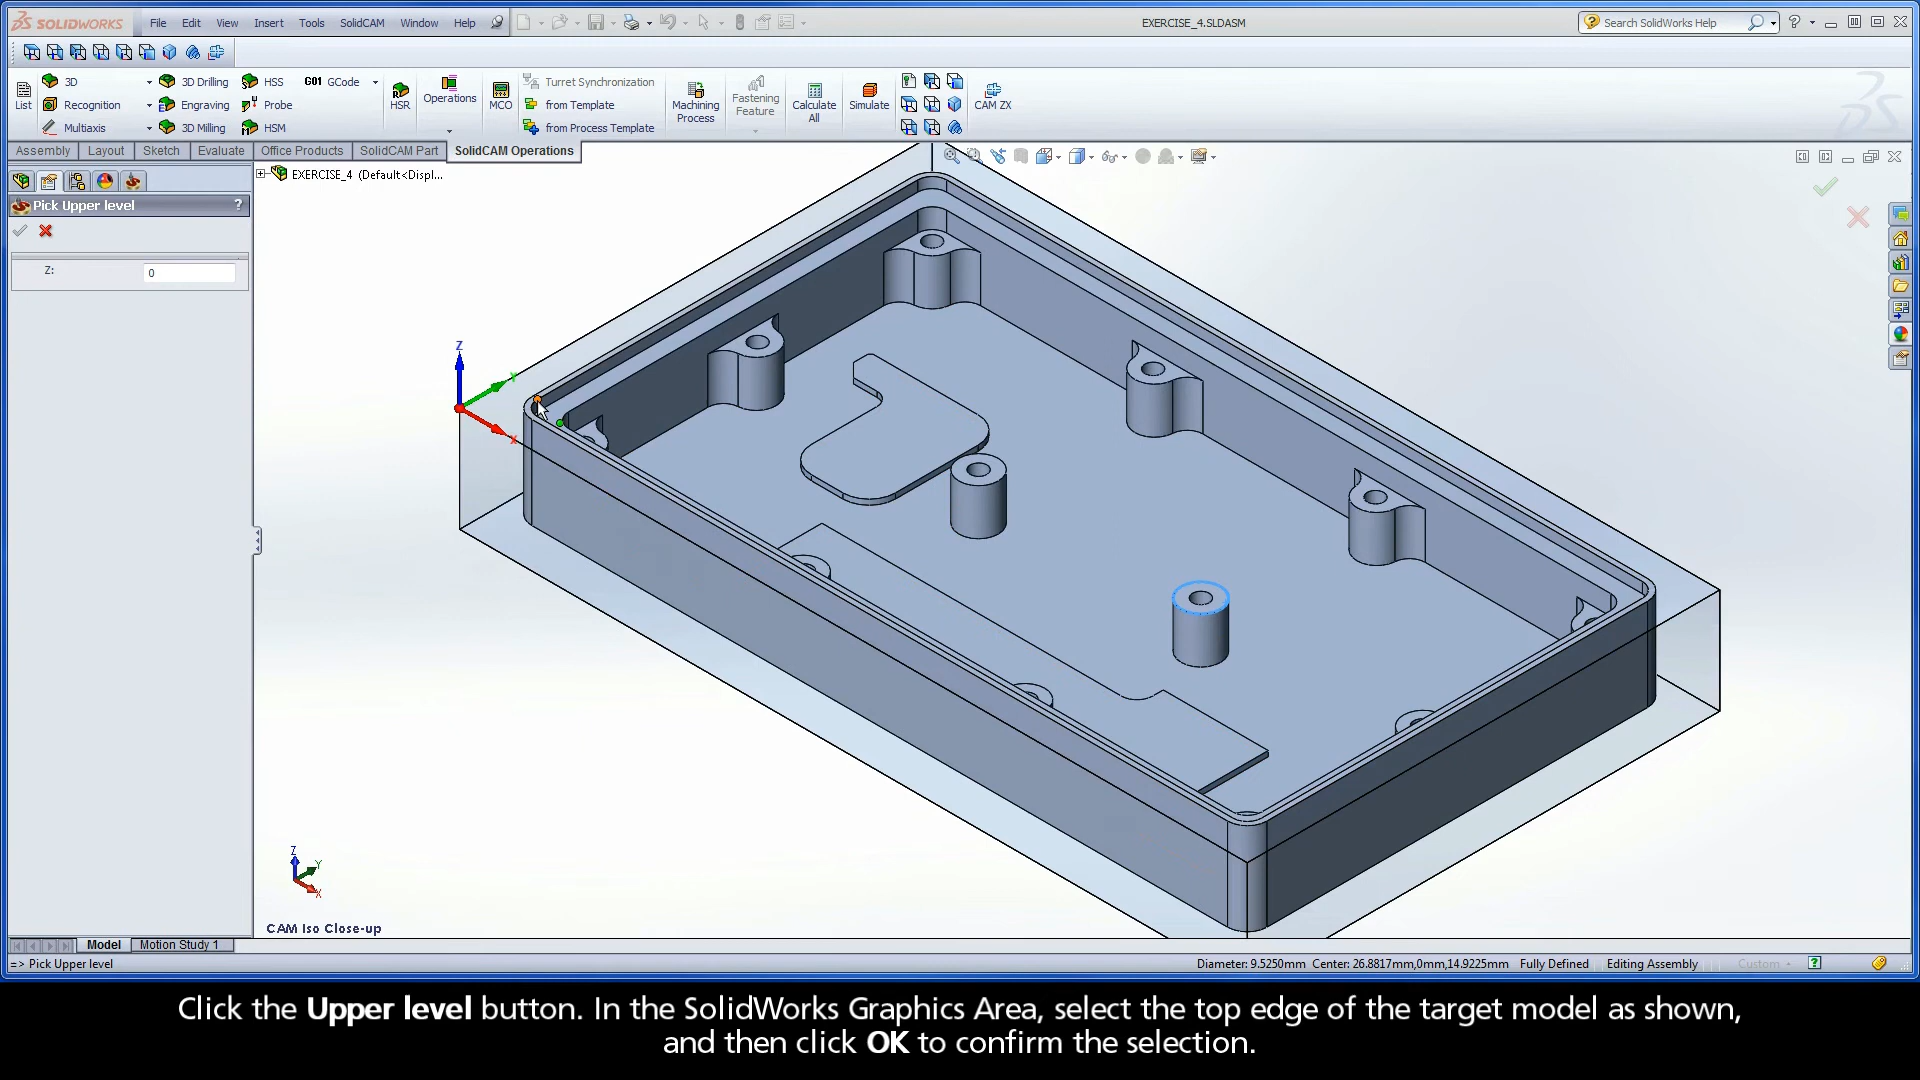 SOLIDWORKS File Edit View Insert Tools SolidCAM Window Help EXERCISE_4.SLDASM Search SolidWorks Help ?
3D 3D Drilling HSS G01 GCode Turret Synchronization
List Recognition Engraving Probe HSR Operations MCO from Template Machining Process Fastening Feature Calculate All Simulate CAM ZX
Multiaxis 3D Milling HSM from Process Template
Assembly Layout Sketch Evaluate Office Products SolidCAM Part SolidCAM Operations
EXERCISE_4 (Default<Displ...
Pick Upper level ?
Z: 0
Z
Y
X
Z
Y
X
CAM Iso Close-up
Model Motion Study 1
=> Pick Upper level Diameter: 9.5250mm Center: 26.8817mm,0mm,14.9225mm Fully Defined Editing Assembly Custom ?
Click the Upper level button. In the SolidWorks Graphics Area, select the top edge of the target model as shown,
and then click OK to confirm the selection.